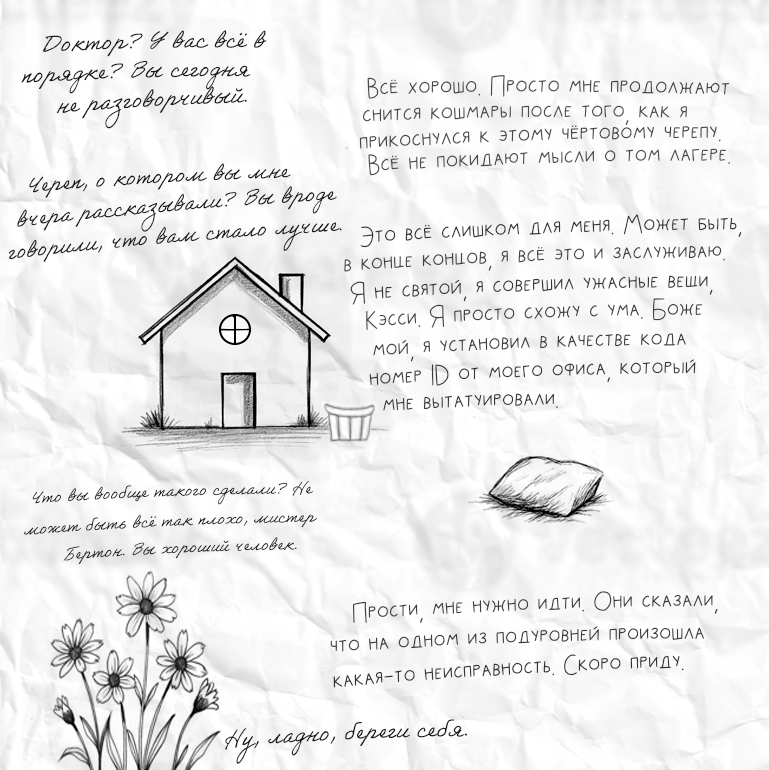 Доктор? У вас всё в
порядке? Вы сегодня
не разговорчивый.
Всё хорошо. Просто мне продолжают
снится кошмары после того, как я
прикоснулся к этому чёртовому черепу.
Всё не покидают мысли о том лагере.
Череп, о котором вы мне
вчера рассказывали? Вы вроде
говорили, что вам стало лучше.
Это всё слишком для меня. Может быть,
в конце концов, я всё это и заслуживаю.
Я не святой, я совершил ужасные вещи,
Кэсси. Я просто схожу с ума. Боже
мой, я установил в качестве кода
номер ID от моего офиса, который
мне вытатуировали.
Что вы вообще такого сделали? Не
может быть всё так плохо, мистер
Бертон. Вы хороший человек.
Прости, мне нужно идти. Они сказали,
что на одном из подуровней произошла
какая-то неисправность. Скоро приду.
Ну, ладно, береги себя.